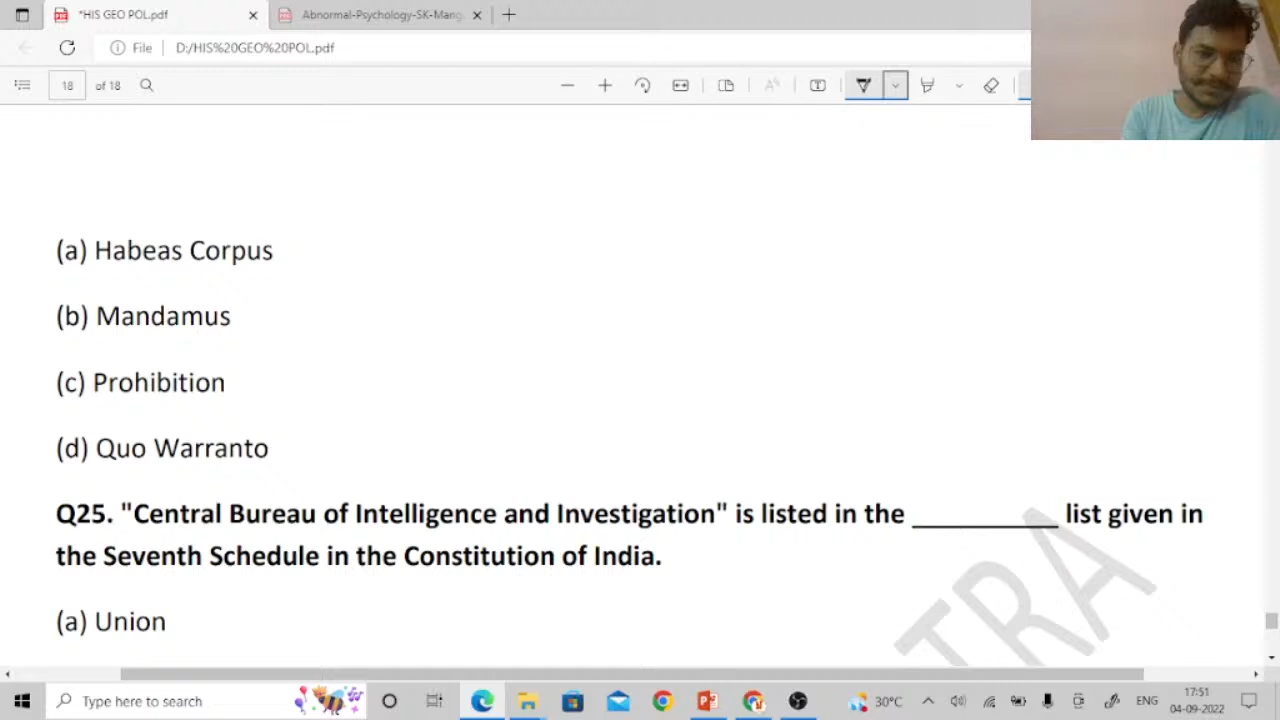 *HIS GEO POL.pdf
Abnormal-Psychology-SK-Mang
File
D:/HIS%20GEO%20POL.pdf
18 of 18
(a) Habeas Corpus
(b) Mandamus
(c) Prohibition
(d) Quo Warranto
Q25. "Central Bureau of Intelligence and Investigation" is listed in the __________ list given in
the Seventh Schedule in the Constitution of India.
(a) Union
TRA
Type here to search
30°C
ENG
17:51
04-09-2022